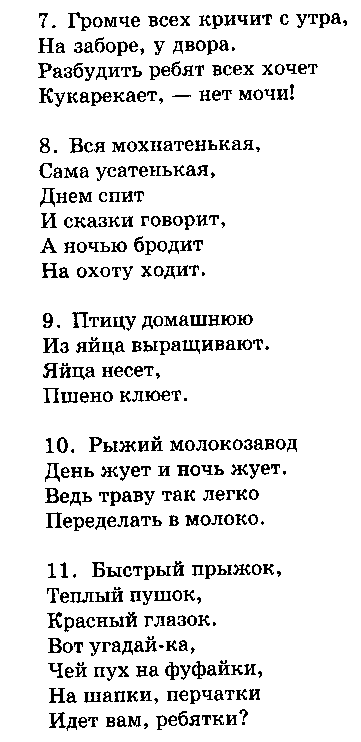 7. Громче всех кричит с утра,
На заборе, у двора.
Разбудить ребят всех хочет
Кукарекает, — нет мочи!
8. Вся мохнатенькая,
Сама усатенькая,
Днем спит
И сказки говорит,
А ночью бродит
На охоту ходит.
9. Птицу домашнюю
Из яйца выращивают.
Яйца несет,
Пшено клюет.
10. Рыжий молокозавод
День жует и ночь жует.
Ведь траву так легко
Переделать в молоко.
11. Быстрый прыжок,
Теплый пушок,
Красный глазок.
Вот угадай-ка,
Чей пух на фуфайки,
На шапки, перчатки
Идет вам, ребятки?